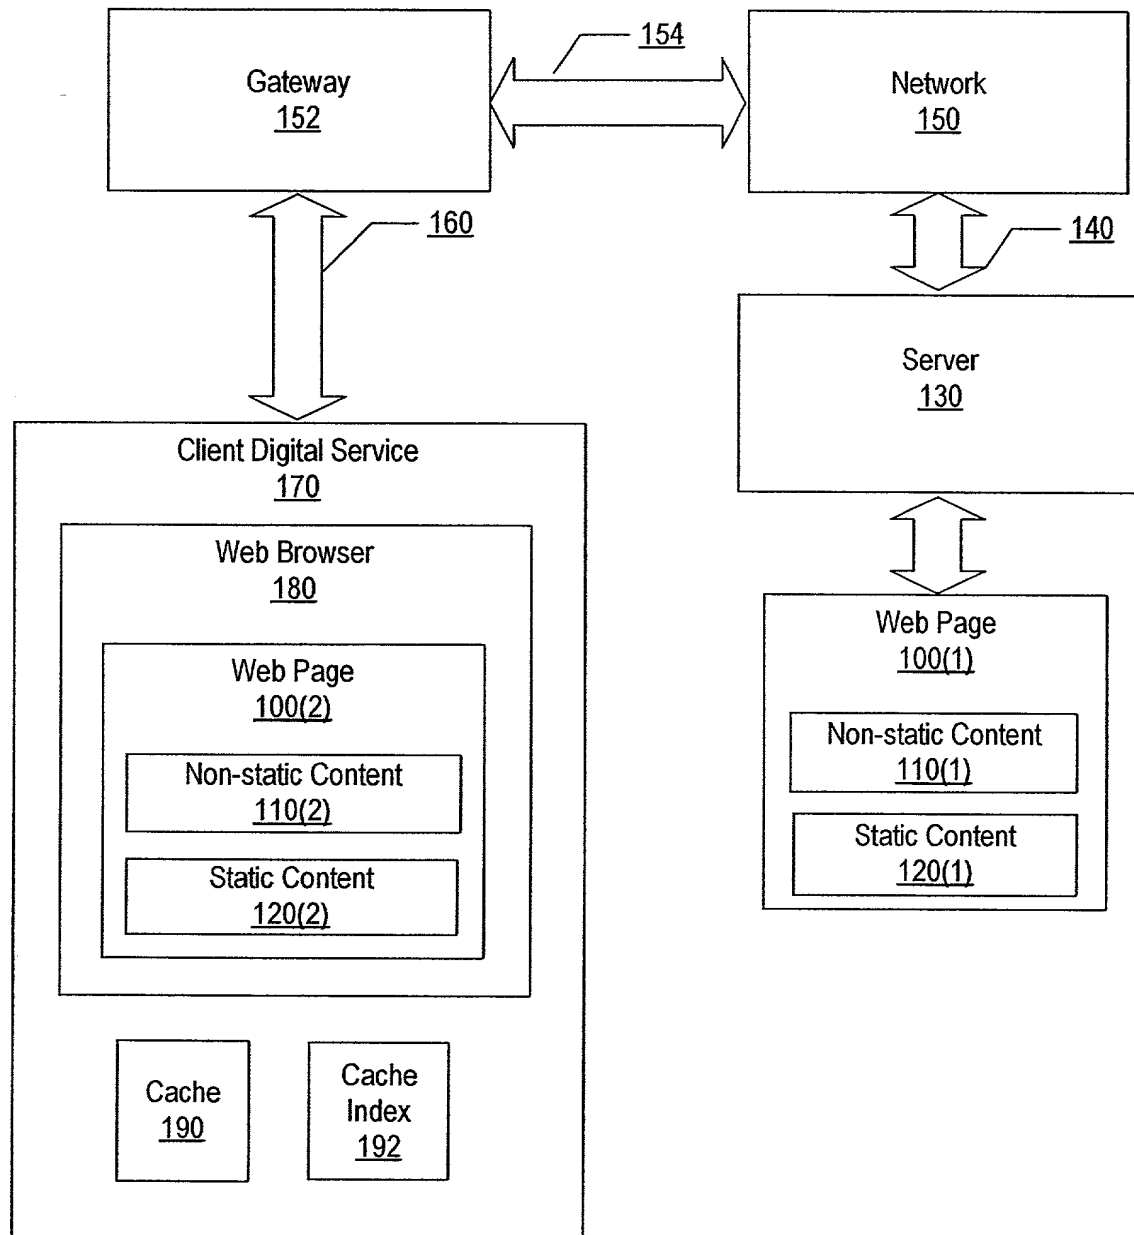 Gateway
152
154
Network
150
160
140
Server
130
Client Digital Service
170
Web Browser
180
Web Page
100(2)
Non-static Content
110(2)
Static Content
120(2)
Web Page
100(1)
Non-static Content
110(1)
Static Content
120(1)
Cache
190
Cache
Index
192